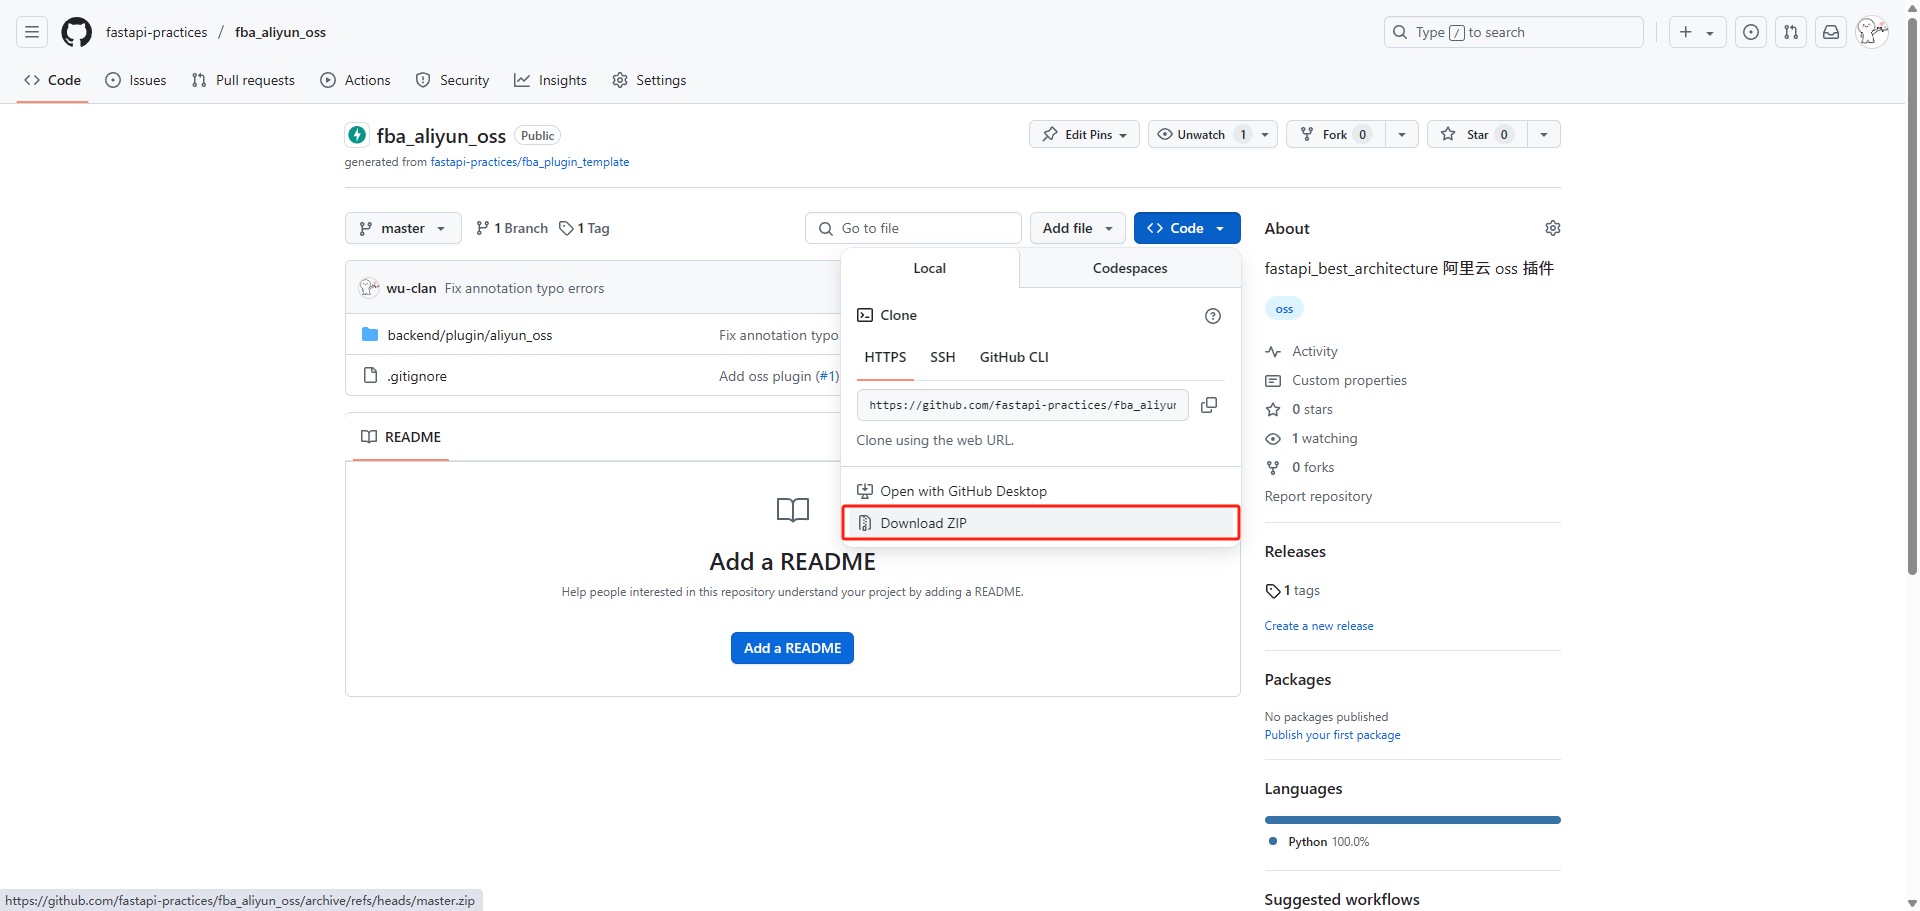 fastapi-practices / fba_aliyun_oss
Type / to search
Code Issues Pull requests Actions Security Insights Settings
fba_aliyun_oss Public
Edit Pins Unwatch 1 Fork 0 Star 0
generated from fastapi-practices/fba_plugin_template
master 1 Branch 1 Tag Go to file Add file Code
wu-clan Fix annotation typo errors
backend/plugin/aliyun_oss Fix annotation typo
.gitignore Add oss plugin (#1)
Local Codespaces
Clone
HTTPS SSH GitHub CLI
https://github.com/fastapi-practices/fba_aliyun
Clone using the web URL.
Open with GitHub Desktop
Download ZIP
README
Add a README
Help people interested in this repository understand your project by adding a README.
Add a README
About
fastapi_best_architecture 阿里云 oss 插件
oss
Activity
Custom properties
0 stars
1 watching
0 forks
Report repository
Releases
1 tags
Create a new release
Packages
No packages published
Publish your first package
Languages
Python 100.0%
Suggested workflows
https://github.com/fastapi-practices/fba_aliyun_oss/archive/refs/heads/master.zip